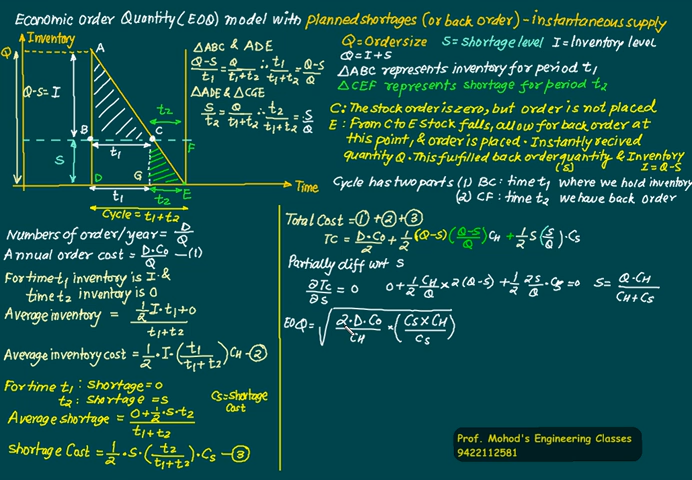 Economic order Quantity (EOQ) model with planned shortages (or back order) - instantaneous supply
Inventory
Q
A
Q-S=I
B
C
t1
t2
F
S
D
t1
G
t2
E
Time
Cycle = t1+t2
△ABC & ADE
Q-S/t1 = Q/t1+t2 ∴ t1/t1+t2 = Q-S/Q
△ADE & △CGE
S/t2 = Q/t1+t2 ∴ t2/t1+t2 = S/Q
Q = Order size S = Shortage level I = Inventory level
Q = I + S
△ABC represents inventory for period t1
△CEF represents shortage for period t2
C: The stock order is zero, but order is not placed
E: From C to E Stock falls, allow for back order at
this point, & order is placed. Instantly recived
quantity Q. This fulfilled back order quantity & Inventory
(S) I = Q-S
Cycle has two parts (1) BC: time t1 where we hold inventory
(2) CF: time t2 we have back order
Numbers of order/year = D/Q
Annual order cost = D·Co/Q - (1)
For time t1 inventory is I &
time t2 inventory is 0
Average inventory = 1/2 I·t1+0 / t1+t2
Average inventory cost = 1/2 · I · (t1/t1+t2) CH - 2
For time t1: Shortage = 0
t2: Shortage = S
Cs = Shortage
Cost
Average shortage = 0+1/2·S·t2 / t1+t2
Shortage Cost = 1/2 · S · (t2/t1+t2) · Cs - 3
Total Cost = 1 + 2 + 3
TC = D·Co/Q + 1/2 (Q-S) (Q-S/Q) CH + 1/2 S (S/Q) · Cs
Partially diff wrt S
∂Tc/∂S = 0 0 + 1/2 CH/Q × 2(Q-S) + 1/2 2S/Q · Cs = 0 S = Q·CH/CH+Cs
EOQ = √ 2·D·Co/CH × (Cs×CH/Cs)
Prof. Mohod's Engineering Classes
9422112581